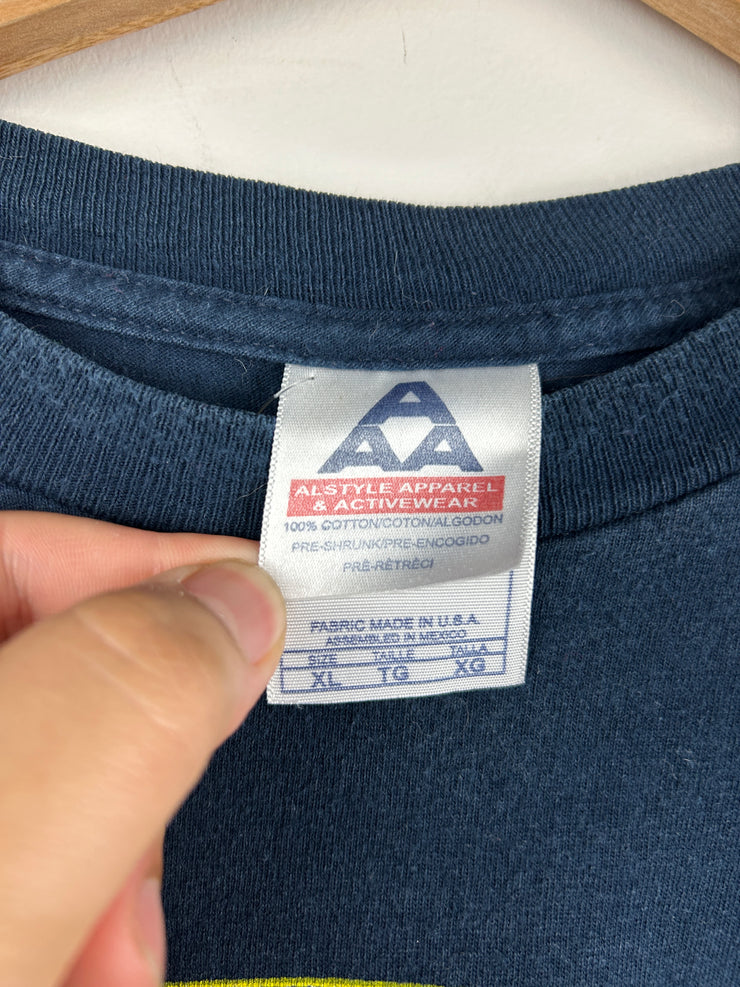 A
A A
ALSTYLE APPAREL
& ACTIVEWEAR
100% COTTON/COTON/ALGODON
PRE-SHRUNK/PRE-ENCOGIDO
PRÉ-RÉTRÉCI
FABRIC MADE IN U.S.A.
ASSEMBLED IN MEXICO
SIZE TAILLE TALLA
XL TG XG